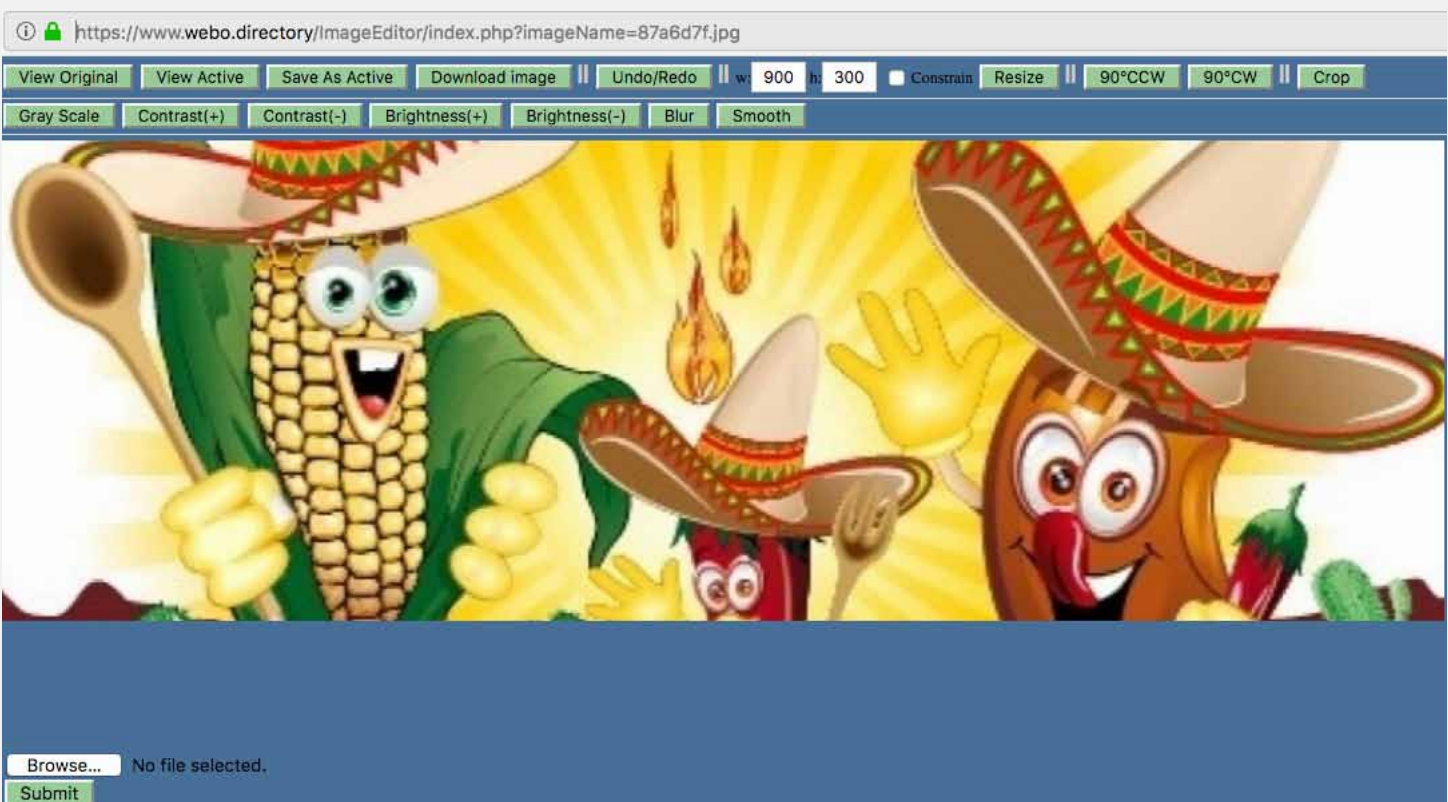 https://www.webo.directory/ImageEditor/index.php?imageName=87a6d7f.jpg
View Original View Active Save As Active Download image || Undo/Redo || w: 900 h: 300 Constrain Resize || 90°CCW 90°CW || Crop
Gray Scale Contrast(+) Contrast(-) Brightness(+) Brightness(-) Blur Smooth
Browse... No file selected.
Submit